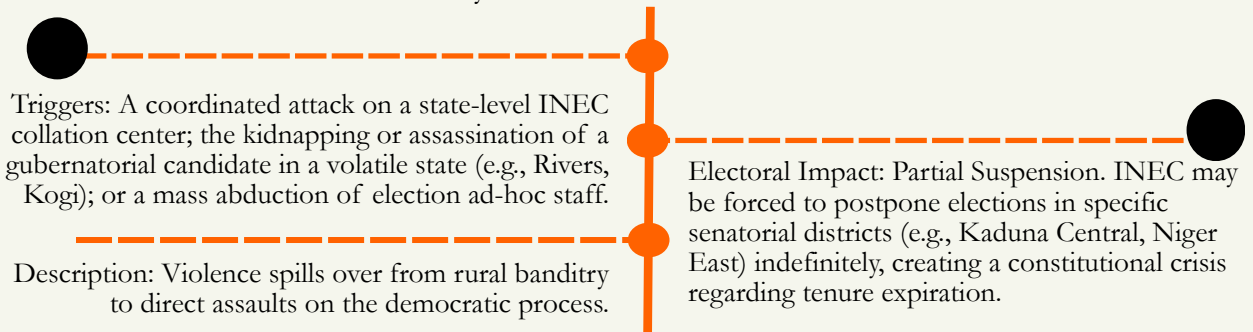 Triggers: A coordinated attack on a state-level INEC
collation center; the kidnapping or assassination of a
gubernatorial candidate in a volatile state (e.g., Rivers,
Kogi); or a mass abduction of election ad-hoc staff.
Electoral Impact: Partial Suspension. INEC may
be forced to postpone elections in specific
senatorial districts (e.g., Kaduna Central, Niger
East) indefinitely, creating a constitutional crisis
regarding tenure expiration.
Description: Violence spills over from rural banditry
to direct assaults on the democratic process.